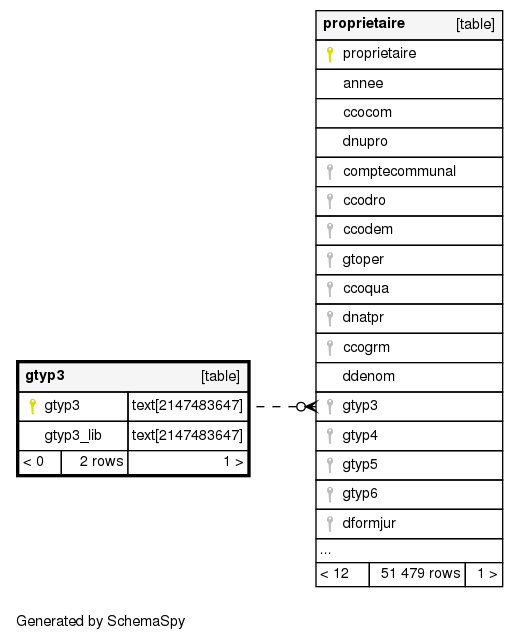 proprietaire [table]
proprietaire
annee
ccocom
dnupro
comptecommunal
ccodro
ccodem
gtoper
ccoqua
dnatpr
ccogrm
ddenom
gtyp3
gtyp4
gtyp5
gtyp6
dformjur
...
< 12 51 479 rows 1 >
gtyp3 [table]
gtyp3 text[2147483647]
gtyp3_lib text[2147483647]
< 0 2 rows 1 >
Generated by SchemaSpy